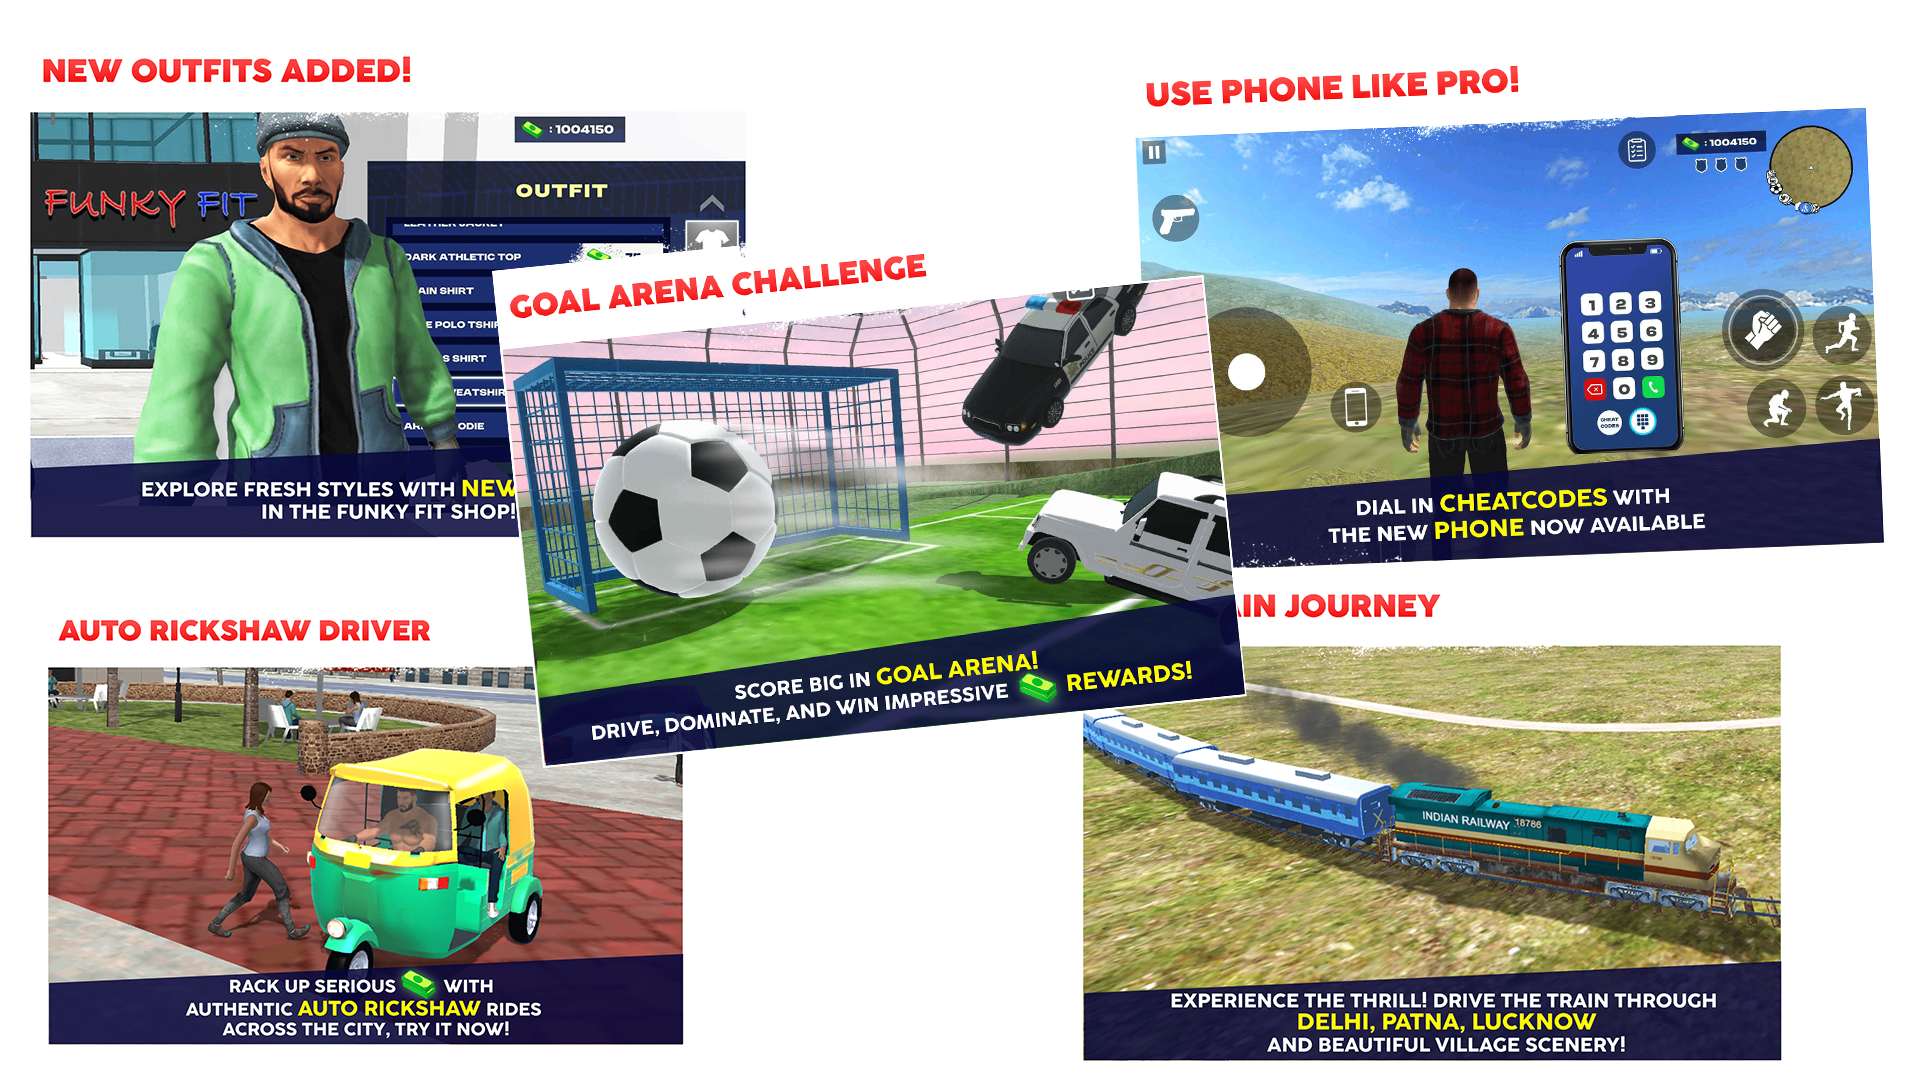 NEW OUTFITS ADDED!
FUNKY FIT
: 1004150
OUTFIT
LEATHER JACKET
DARK ATHLETIC TOP
75
AIN SHIRT
E POLO TSHIR
S SHIRT
EATSHIR
AR
ODIE
EXPLORE FRESH STYLES WITH NEW
IN THE FUNKY FIT SHOP!
USE PHONE LIKE PRO!
: 1004150
1 2 3
4 5 6
7 8 9
0
CHEAT
CODES
DIAL IN CHEATCODES WITH
THE NEW PHONE NOW AVAILABLE
GOAL ARENA CHALLENGE
POLICE
SCORE BIG IN GOAL ARENA!
DRIVE, DOMINATE, AND WIN IMPRESSIVE REWARDS!
AUTO RICKSHAW DRIVER
RACK UP SERIOUS WITH
AUTHENTIC AUTO RICKSHAW RIDES
ACROSS THE CITY, TRY IT NOW!
AIN JOURNEY
INDIAN RAILWAY 18786
EXPERIENCE THE THRILL! DRIVE THE TRAIN THROUGH
DELHI, PATNA, LUCKNOW
AND BEAUTIFUL VILLAGE SCENERY!